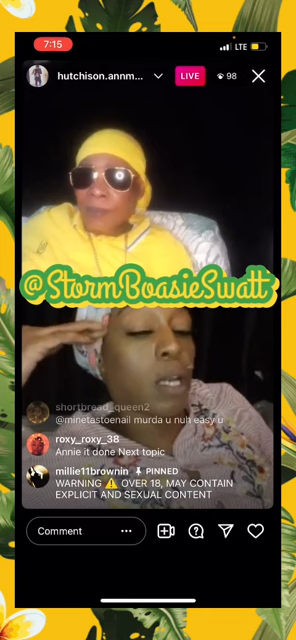 7:15
LTE
hutchison.annm...
LIVE
98
@StormBoasieSwatt
shortbread_queen2
@minetastoenail murda u nuh easy u
roxy_roxy_38
Annie it done Next topic
millie11brownin PINNED
WARNING ⚠️ OVER 18, MAY CONTAIN
EXPLICIT AND SEXUAL CONTENT
Comment